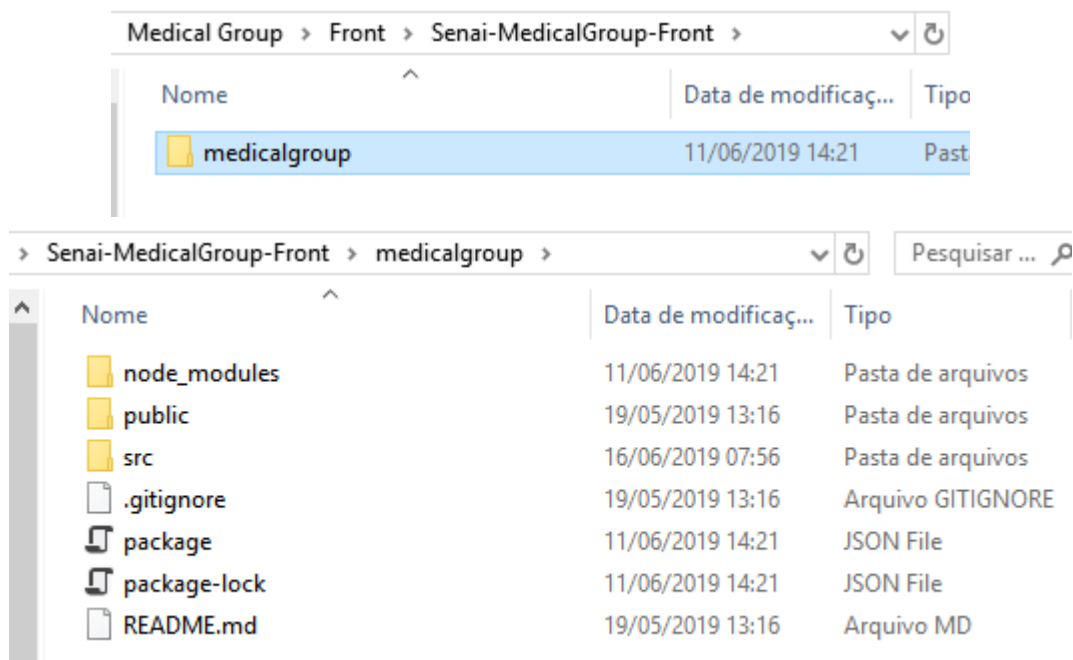 Medical Group > Front > Senai-MedicalGroup-Front >
Nome Data de modificaç... Tipo
medicalgroup 11/06/2019 14:21 Past
> Senai-MedicalGroup-Front > medicalgroup > Pesquisar ...
Nome Data de modificaç... Tipo
node_modules 11/06/2019 14:21 Pasta de arquivos
public 19/05/2019 13:16 Pasta de arquivos
src 16/06/2019 07:56 Pasta de arquivos
.gitignore 19/05/2019 13:16 Arquivo GITIGNORE
package 11/06/2019 14:21 JSON File
package-lock 11/06/2019 14:21 JSON File
README.md 19/05/2019 13:16 Arquivo MD